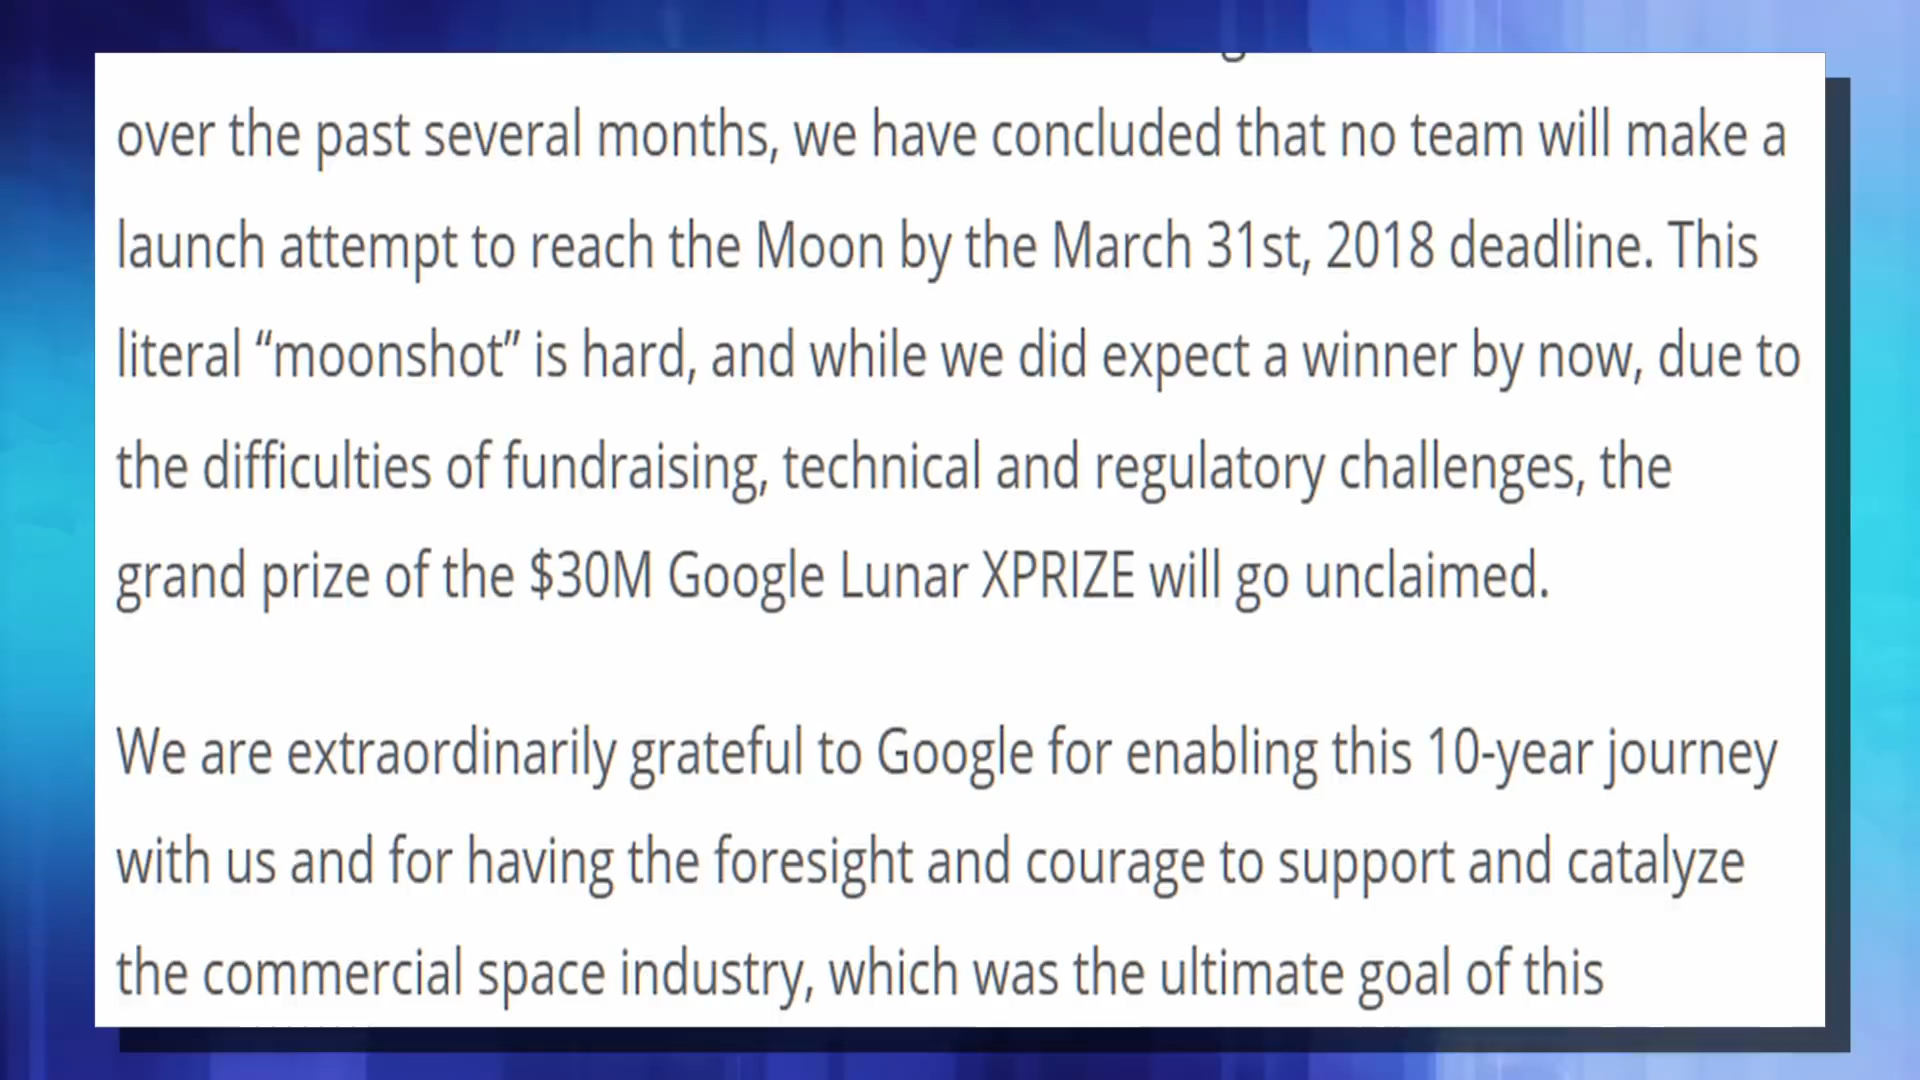 over the past several months, we have concluded that no team will make a
launch attempt to reach the Moon by the March 31st, 2018 deadline. This
literal “moonshot” is hard, and while we did expect a winner by now, due to
the difficulties of fundraising, technical and regulatory challenges, the
grand prize of the $30M Google Lunar XPRIZE will go unclaimed.
We are extraordinarily grateful to Google for enabling this 10-year journey
with us and for having the foresight and courage to support and catalyze
the commercial space industry, which was the ultimate goal of this